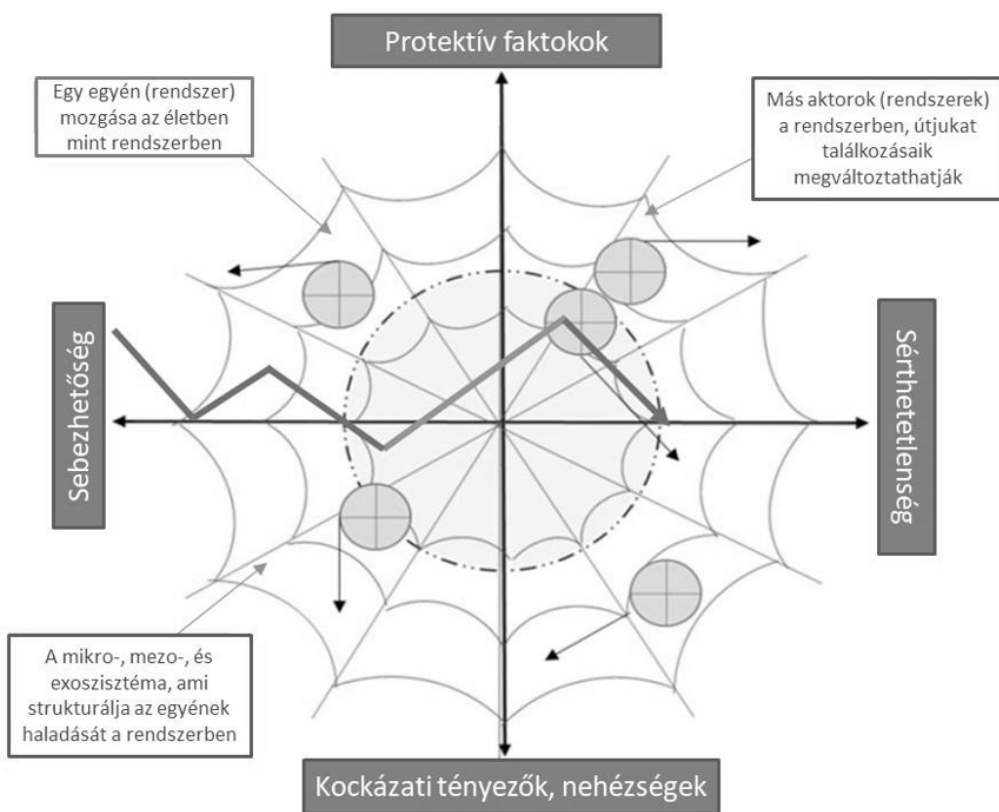 Protektív faktokok
Egy egyén (rendszer)
mozgása az életben
mint rendszerben
Más aktorok (rendszerek)
a rendszerben, útjukat
találkozásaik
megváltoztathatják
Sebezhetőség
Sérthetetlenség
A mikro-, mezo-, és
exoszisztéma, ami
strukturálja az egyének
haladását a rendszerben
Kockázati tényezők, nehézségek